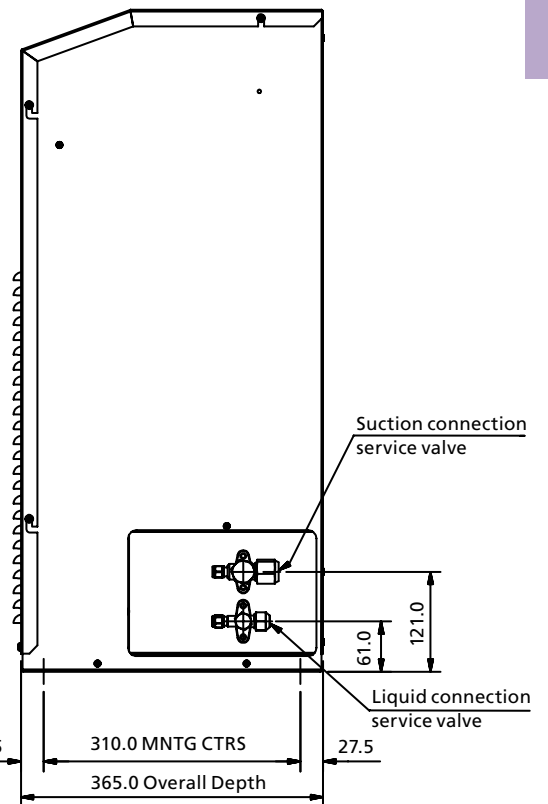 Suction connection
service valve
61.0
121.0
Liquid connection
service valve
310.0 MNTG CTRS
27.5
365.0 Overall Depth